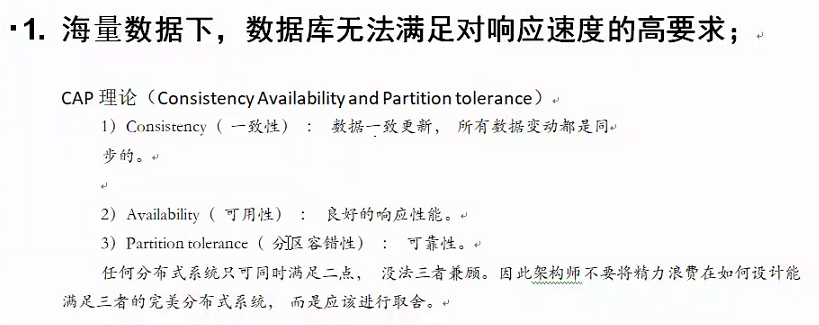 ▪1. 海量数据下，数据库无法满足对响应速度的高要求；
CAP 理论（Consistency Availability and Partition tolerance）
1）Consistency（ 一致性） ： 数据一致更新， 所有数据变动都是同
步的。
2）Availability（ 可用性） ： 良好的响应性能。
3）Partition tolerance（ 分区容错性） ： 可靠性。
任何分布式系统只可同时满足二点， 没法三者兼顾。因此架构师不要将精力浪费在如何设计能
满足三者的完美分布式系统， 而是应该进行取舍。